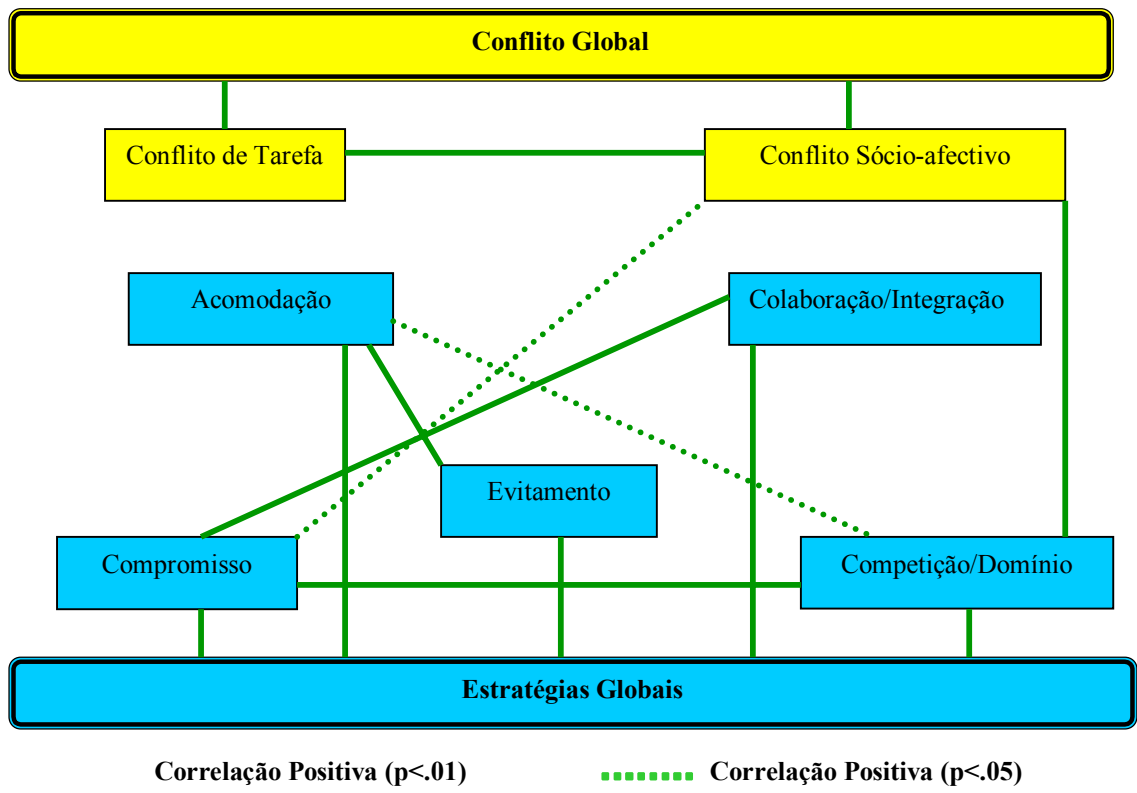 Conflito Global
Conflito de Tarefa
Conflito Sócio-afectivo
Acomodação
Colaboração/Integração
Evitamento
Compromisso
Competição/Domínio
Estratégias Globais
Correlação Positiva (p<.01)
Correlação Positiva (p<.05)